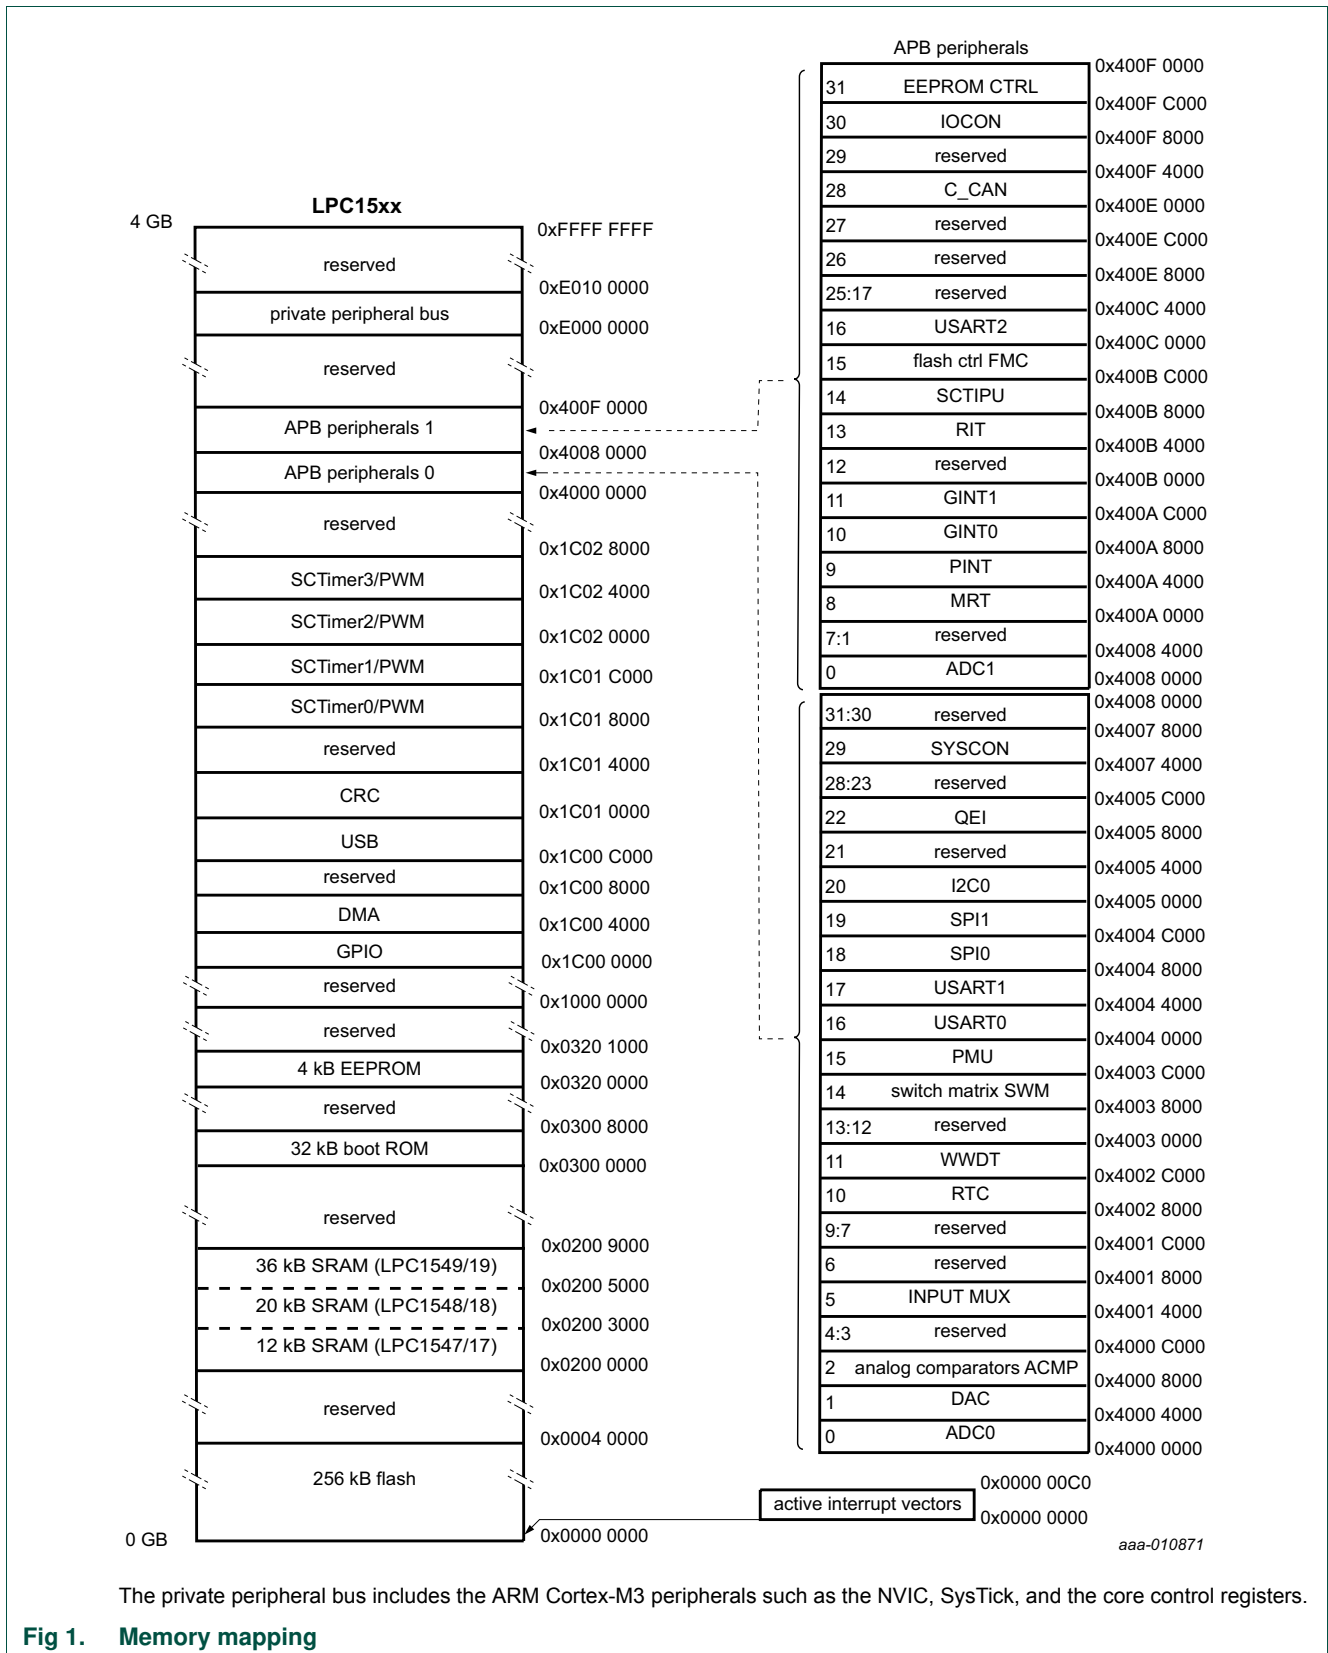 LPC15xx
4 GB
0xFFFF FFFF
reserved
0xE010 0000
private peripheral bus
0xE000 0000
reserved
0x400F 0000
APB peripherals 1
0x4008 0000
APB peripherals 0
0x4000 0000
reserved
0x1C02 8000
SCTimer3/PWM
0x1C02 4000
SCTimer2/PWM
0x1C02 0000
SCTimer1/PWM
0x1C01 C000
SCTimer0/PWM
0x1C01 8000
reserved
0x1C01 4000
CRC
0x1C01 0000
USB
0x1C00 C000
reserved
0x1C00 8000
DMA
0x1C00 4000
GPIO
0x1C00 0000
reserved
0x1000 0000
reserved
0x0320 1000
4 kB EEPROM
0x0320 0000
reserved
0x0300 8000
32 kB boot ROM
0x0300 0000
reserved
0x0200 9000
36 kB SRAM (LPC1549/19)
0x0200 5000
20 kB SRAM (LPC1548/18)
0x0200 3000
12 kB SRAM (LPC1547/17)
0x0200 0000
reserved
0x0004 0000
256 kB flash
0 GB
0x0000 0000
APB peripherals
0x400F 0000
31 EEPROM CTRL
0x400F C000
30 IOCON
0x400F 8000
29 reserved
0x400F 4000
28 C_CAN
0x400E 0000
27 reserved
0x400E C000
26 reserved
0x400E 8000
25:17 reserved
0x400C 4000
16 USART2
0x400C 0000
15 flash ctrl FMC
0x400B C000
14 SCTIPU
0x400B 8000
13 RIT
0x400B 4000
12 reserved
0x400B 0000
11 GINT1
0x400A C000
10 GINT0
0x400A 8000
9 PINT
0x400A 4000
8 MRT
0x400A 0000
7:1 reserved
0x4008 4000
0 ADC1
0x4008 0000
0x4008 0000
31:30 reserved
0x4007 8000
29 SYSCON
0x4007 4000
28:23 reserved
0x4005 C000
22 QEI
0x4005 8000
21 reserved
0x4005 4000
20 I2C0
0x4005 0000
19 SPI1
0x4004 C000
18 SPI0
0x4004 8000
17 USART1
0x4004 4000
16 USART0
0x4004 0000
15 PMU
0x4003 C000
14 switch matrix SWM
0x4003 8000
13:12 reserved
0x4003 0000
11 WWDT
0x4002 C000
10 RTC
0x4002 8000
9:7 reserved
0x4001 C000
6 reserved
0x4001 8000
5 INPUT MUX
0x4001 4000
4:3 reserved
0x4000 C000
2 analog comparators ACMP
0x4000 8000
1 DAC
0x4000 4000
0 ADC0
0x4000 0000
0x0000 00C0
active interrupt vectors
0x0000 0000
aaa-010871
The private peripheral bus includes the ARM Cortex-M3 peripherals such as the NVIC, SysTick, and the core control registers.
Fig 1. Memory mapping